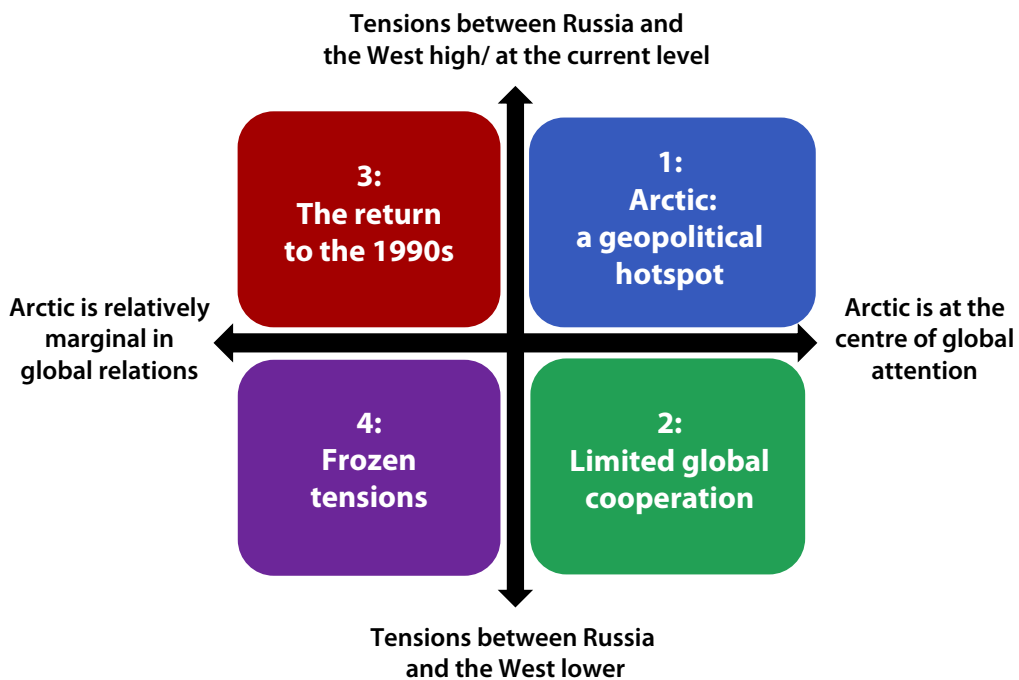 Tensions between Russia and
the West high/ at the current level
3:
The return
to the 1990s
1:
Arctic:
a geopolitical
hotspot
Arctic is relatively
marginal in
global relations
Arctic is at the
centre of global
attention
4:
Frozen
tensions
2:
Limited global
cooperation
Tensions between Russia
and the West lower